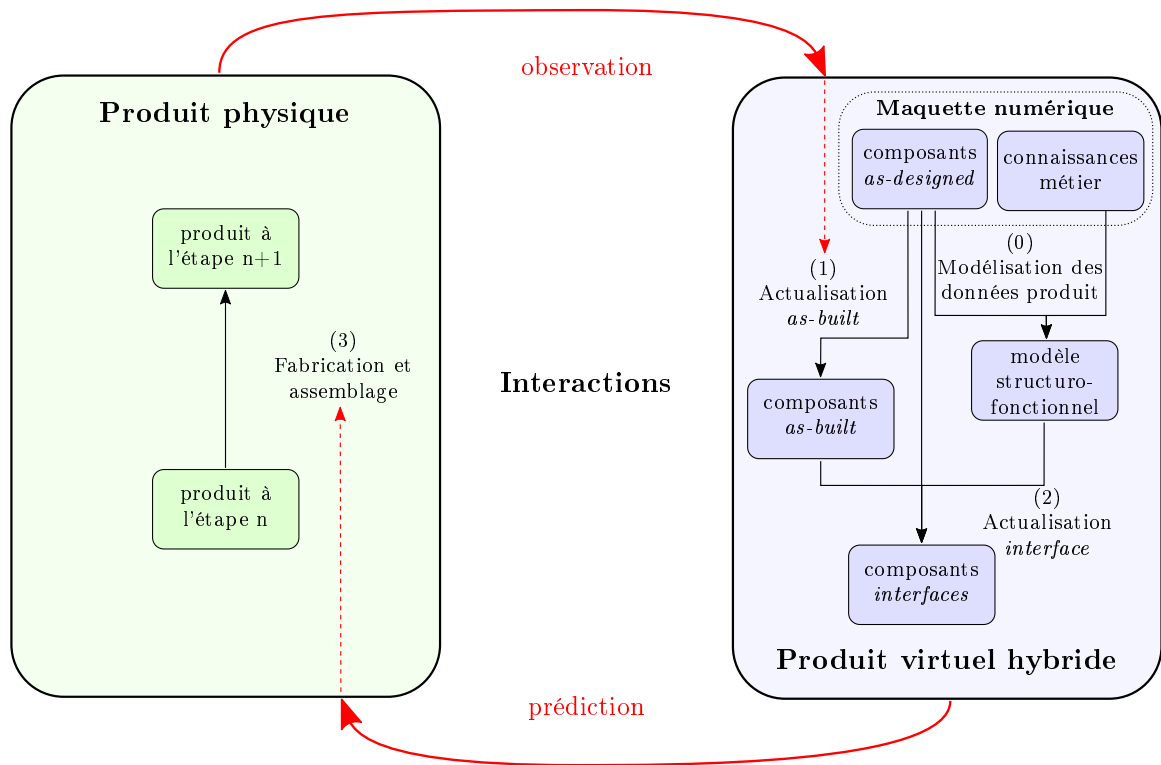 observation
Produit physique
produit à
l'étape n+1
(3)
Fabrication et
assemblage
produit à
l'étape n
Interactions
Maquette numérique
composants
as-designed
connaissances
métier
(0)
Modélisation des
données produit
(1)
Actualisation
as-built
modèle
structuro-
fonctionnel
composants
as-built
(2)
Actualisation
interface
composants
interfaces
Produit virtuel hybride
prédiction